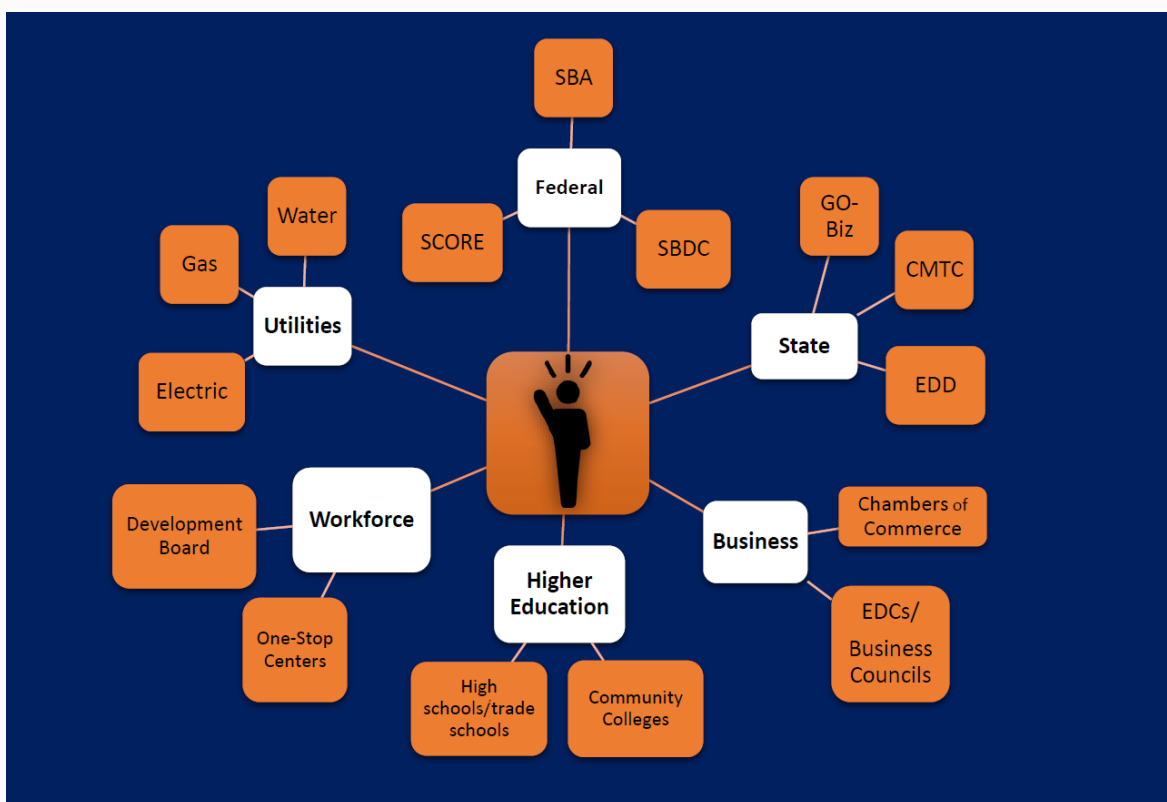 SBA
Federal
SCORE
SBDC
Water
Gas
Utilities
Electric
GO-
Biz
CMTC
State
EDD
Workforce
Development
Board
One-Stop
Centers
Higher
Education
High
schools/trade
schools
Community
Colleges
Business
Chambers of
Commerce
EDCs/
Business
Councils